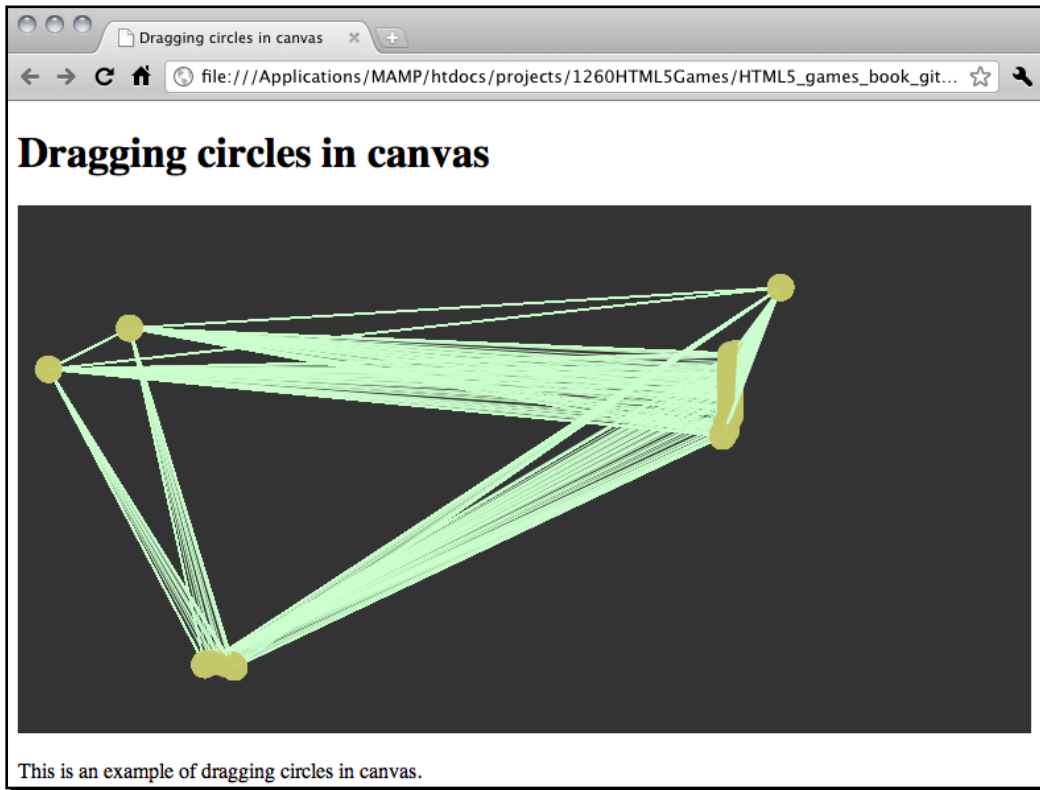 Dragging circles in canvas
file:///Applications/MAMP/htdocs/projects/1260HTML5Games/HTML5_games_book_git...
Dragging circles in canvas
This is an example of dragging circles in canvas.